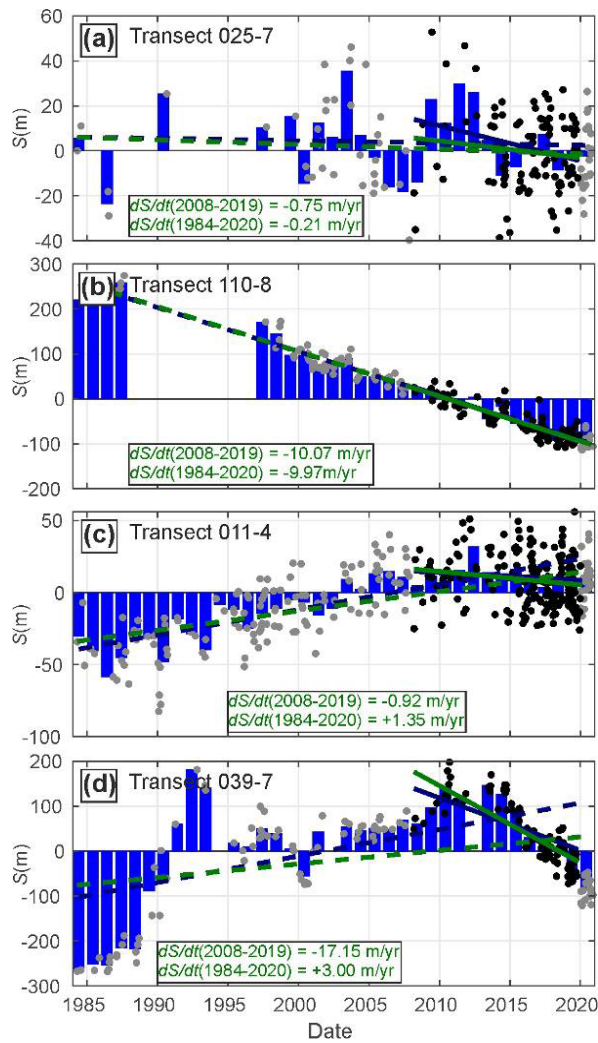 (a) Transect 025-7
60
40
20
0
-20
-40
S(m)
dS/dt(2008-2019) = -0.75 m/yr
dS/dt(1984-2020) = -0.21 m/yr
(b) Transect 110-8
300
200
100
0
-100
-200
S(m)
dS/dt(2008-2019) = -10.07 m/yr
dS/dt(1984-2020) = -9.97m/yr
(c) Transect 011-4
50
0
-50
-100
S(m)
dS/dt(2008-2019) = -0.92 m/yr
dS/dt(1984-2020) = +1.35 m/yr
(d) Transect 039-7
200
100
0
-100
-200
-300
S(m)
dS/dt(2008-2019) = -17.15 m/yr
dS/dt(1984-2020) = +3.00 m/yr
1985 1990 1995 2000 2005 2010 2015 2020
Date